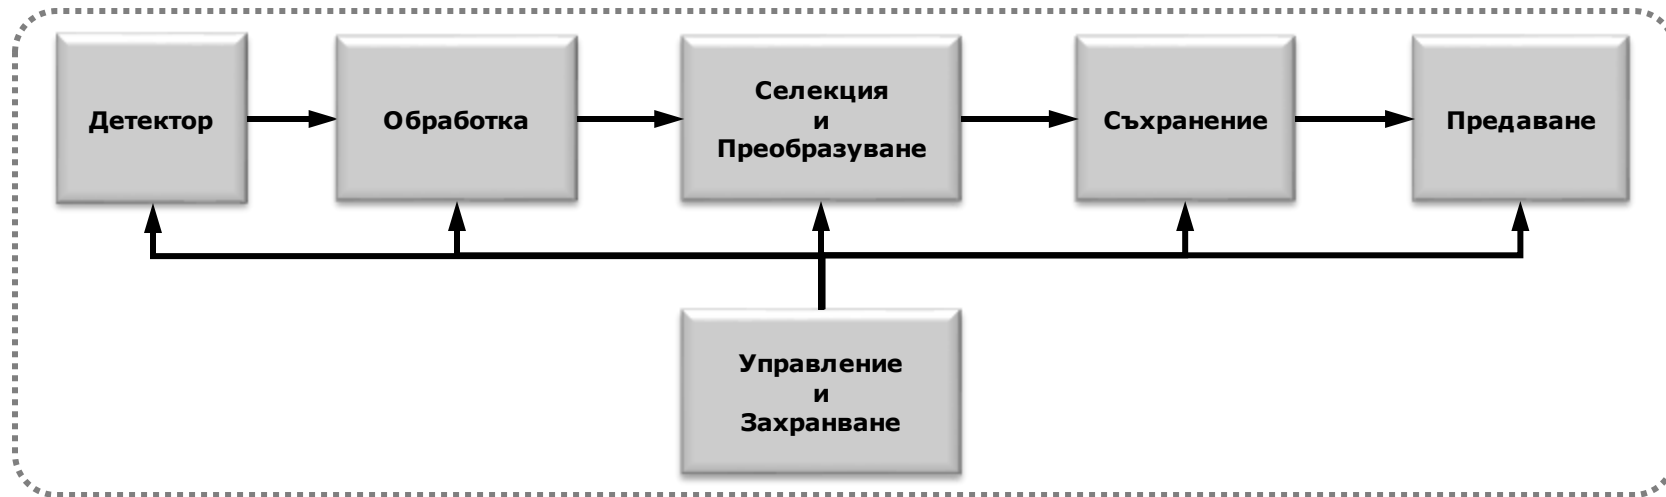 Детектор
Обработка
Селекция
и
Преобразуване
Съхранение
Предаване
Управление
и
Захранване